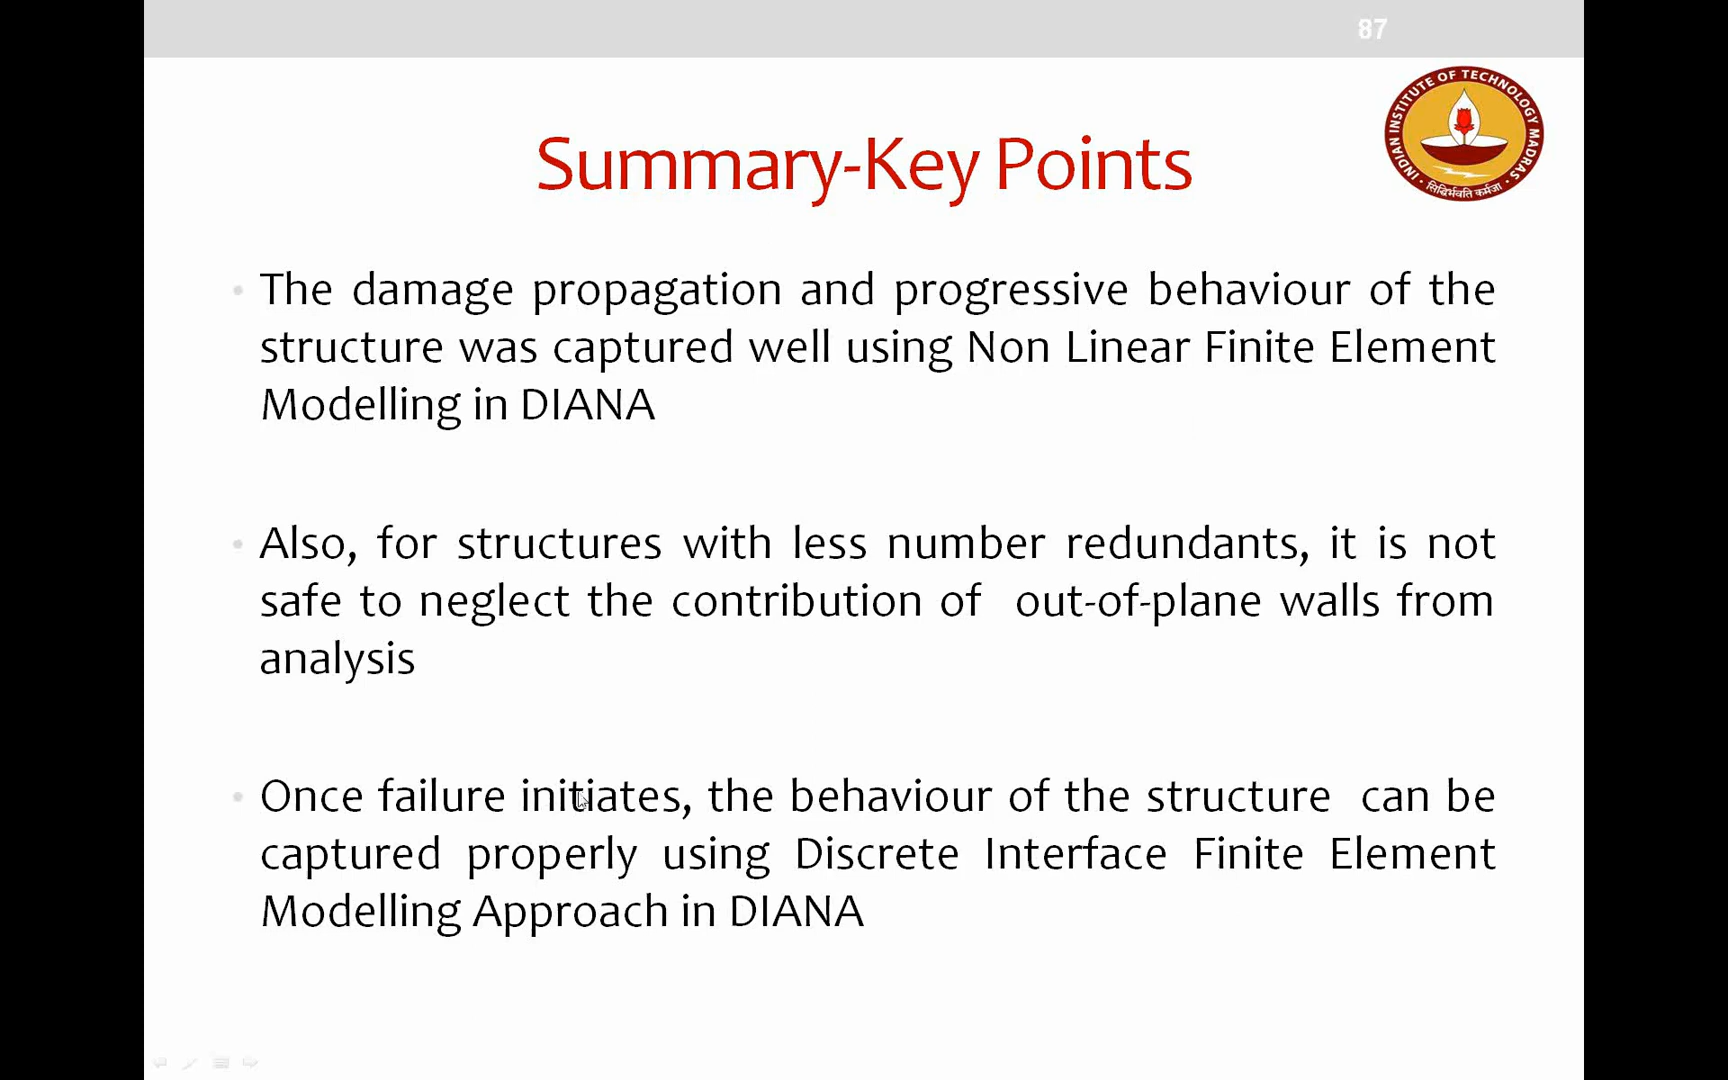 87
INDIAN INSTITUTE OF TECHNOLOGY MADRAS
सिद्धिर्भवति कर्मजा
Summary-Key Points
• The damage propagation and progressive behaviour of the
structure was captured well using Non Linear Finite Element
Modelling in DIANA
• Also, for structures with less number redundants, it is not
safe to neglect the contribution of out-of-plane walls from
analysis
• Once failure initiates, the behaviour of the structure can be
captured properly using Discrete Interface Finite Element
Modelling Approach in DIANA